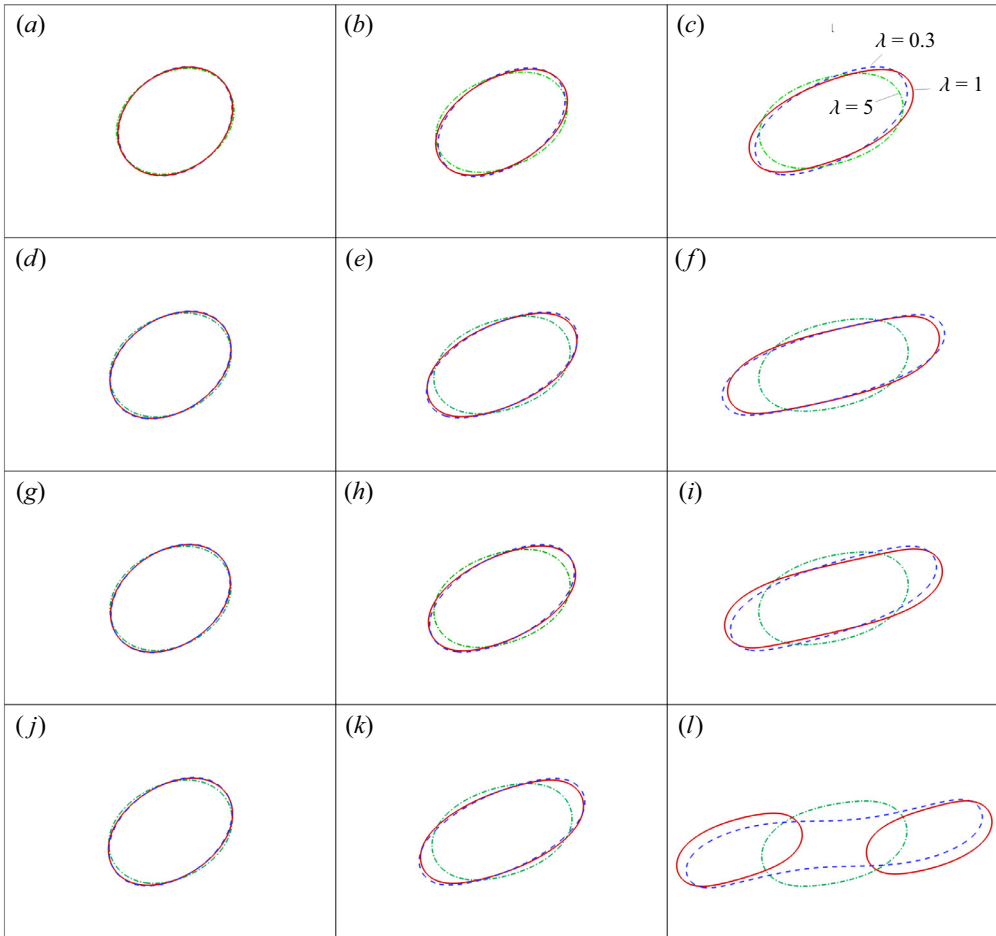 (a)
(b)
(c)
λ = 0.3
λ = 1
λ = 5
(d)
(e)
(f)
(g)
(h)
(i)
(j)
(k)
(l)